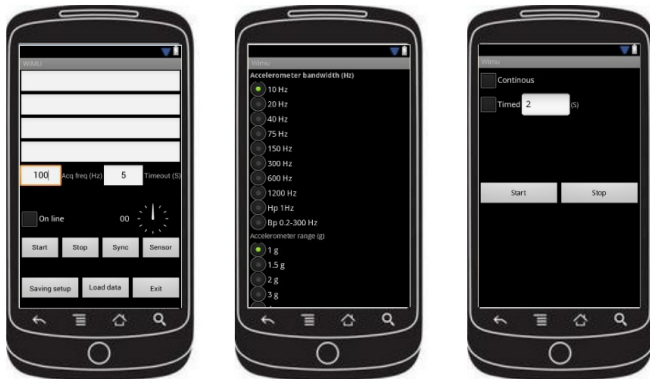 WiMU
100 Acq freq (Hz) 5 Timeout (S)
On line 00
Start Stop Sync Sensor
Saving setup Load data Exit
Wimu
Accelerometer bandwidth (Hz)
10 Hz
20 Hz
40 Hz
75 Hz
150 Hz
300 Hz
600 Hz
1200 Hz
Hp 1Hz
Bp 0.2-300 Hz
Accelerometer range (g)
1 g
1.5 g
2 g
3 g
Wimu
Continous
Timed 2 (S)
Start Stop